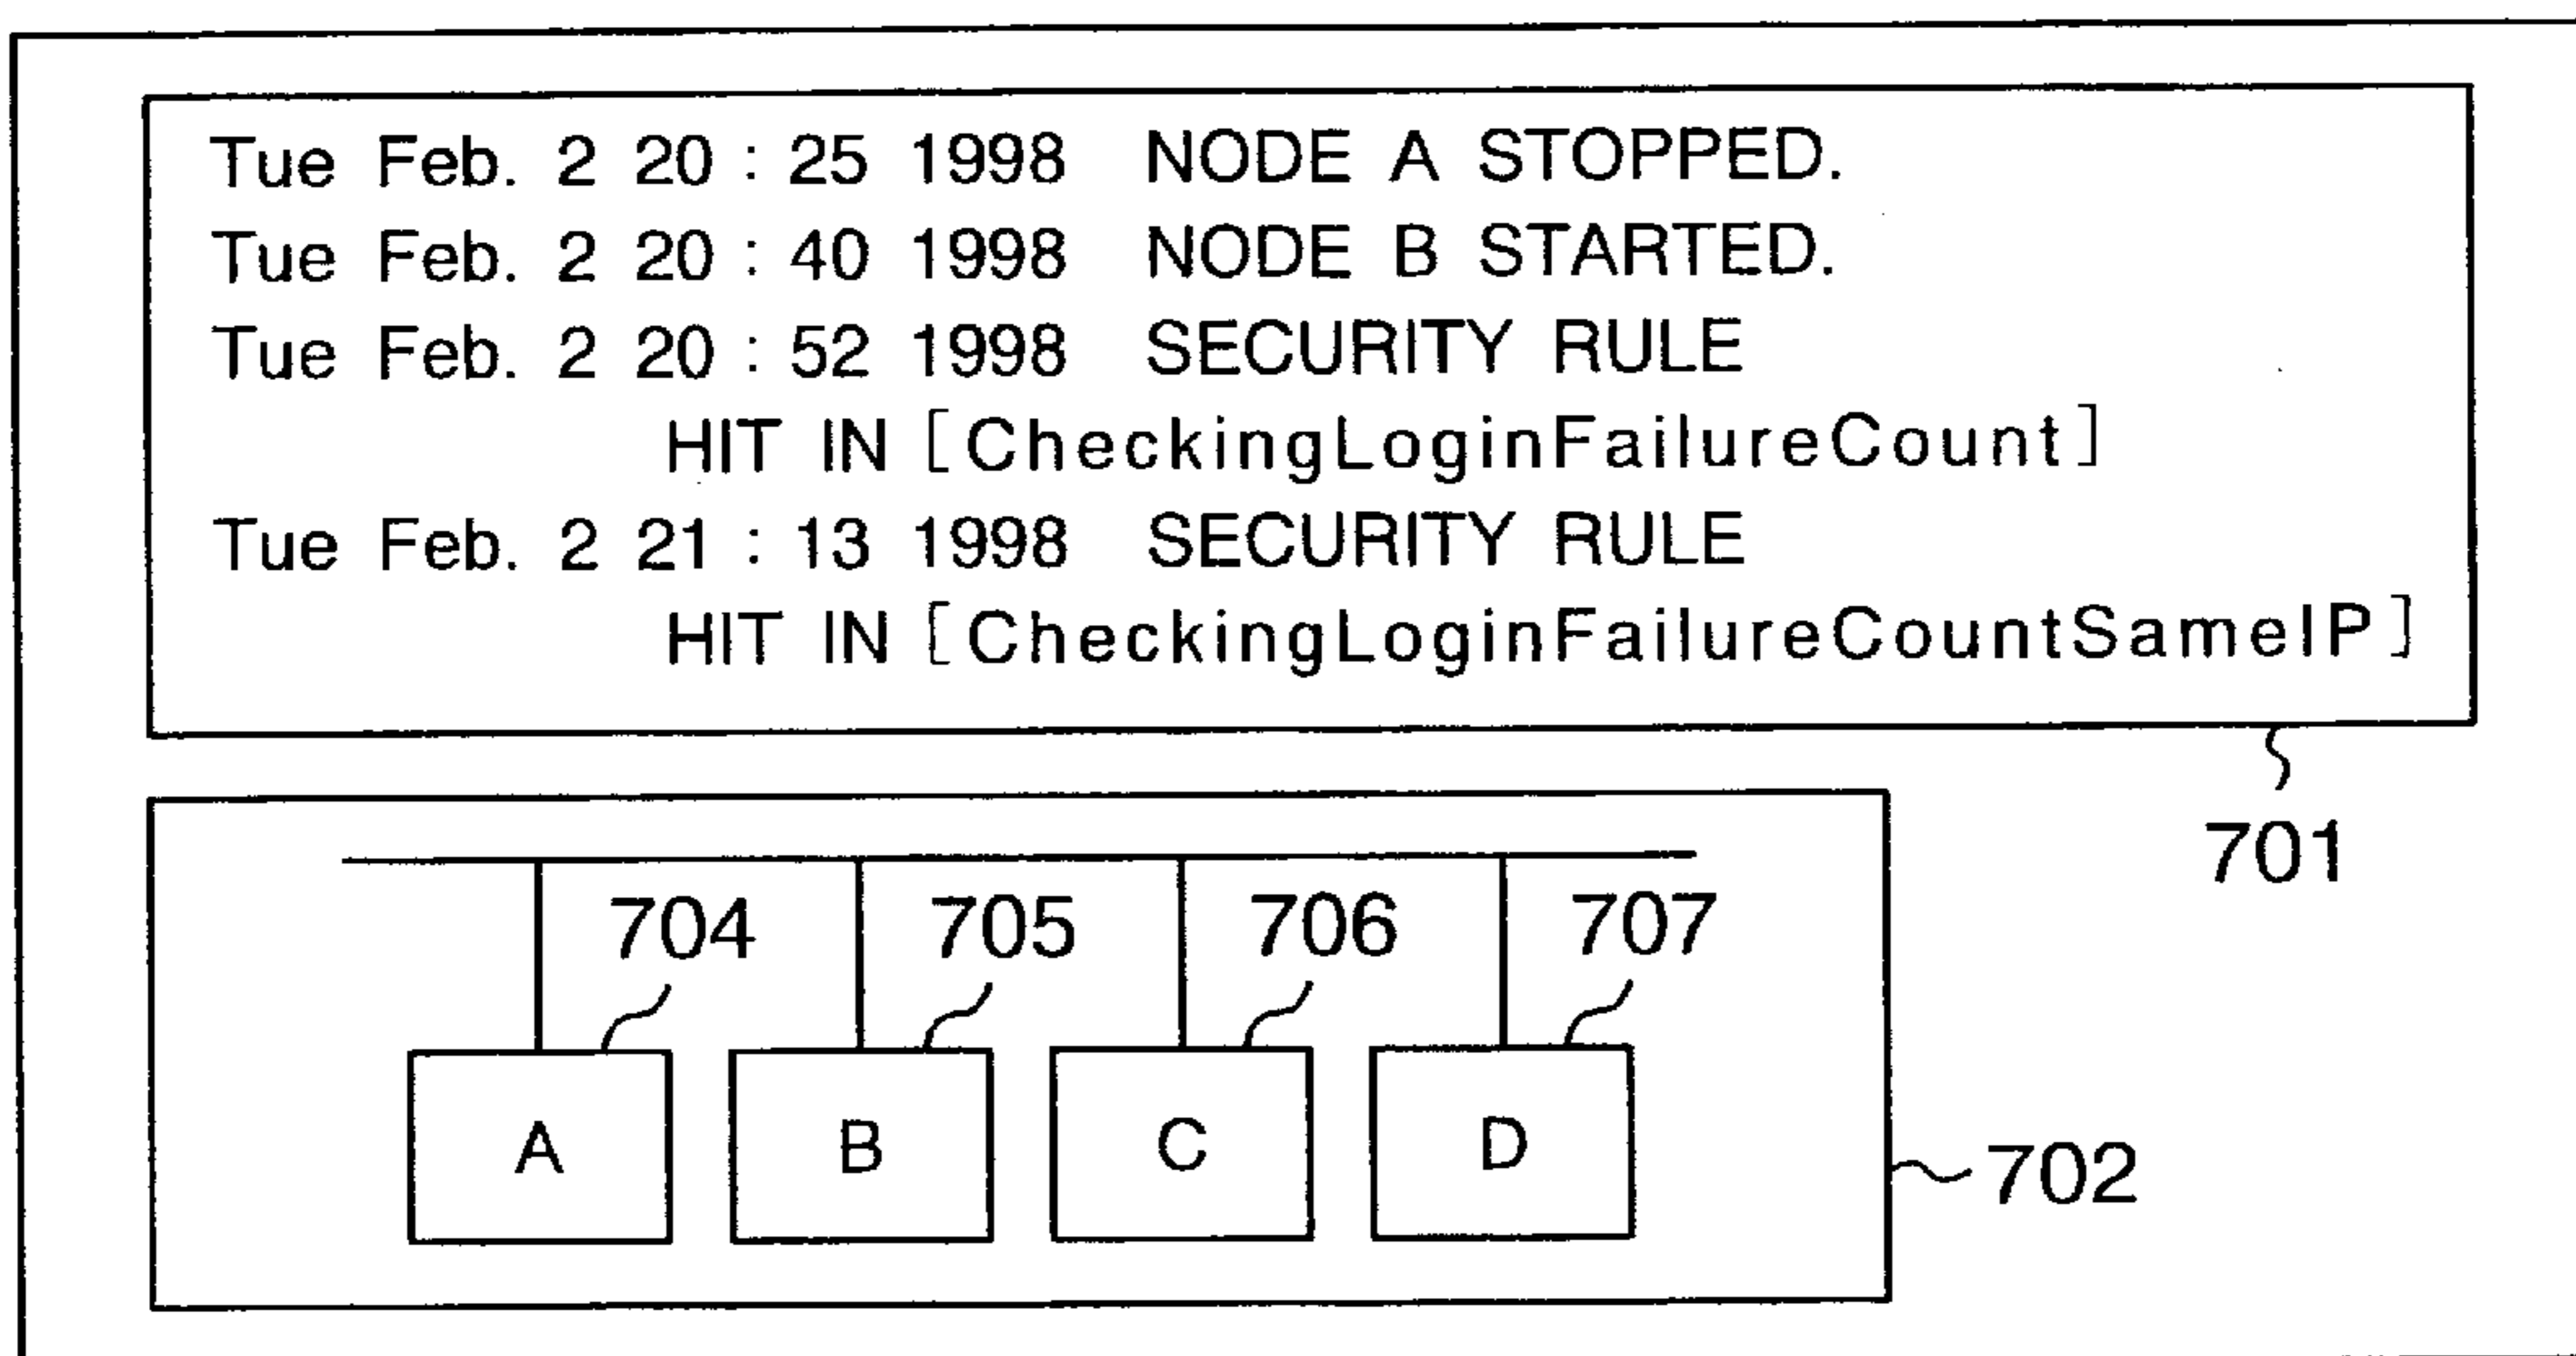 Tue Feb. 2 20 : 25 1998 NODE A STOPPED.
Tue Feb. 2 20 : 40 1998 NODE B STARTED.
Tue Feb. 2 20 : 52 1998 SECURITY RULE
HIT IN [CheckingLoginFailureCount]
Tue Feb. 2 21 : 13 1998 SECURITY RULE
HIT IN [CheckingLoginFailureCountSameIP]
701
704 705 706 707
A B C D
702